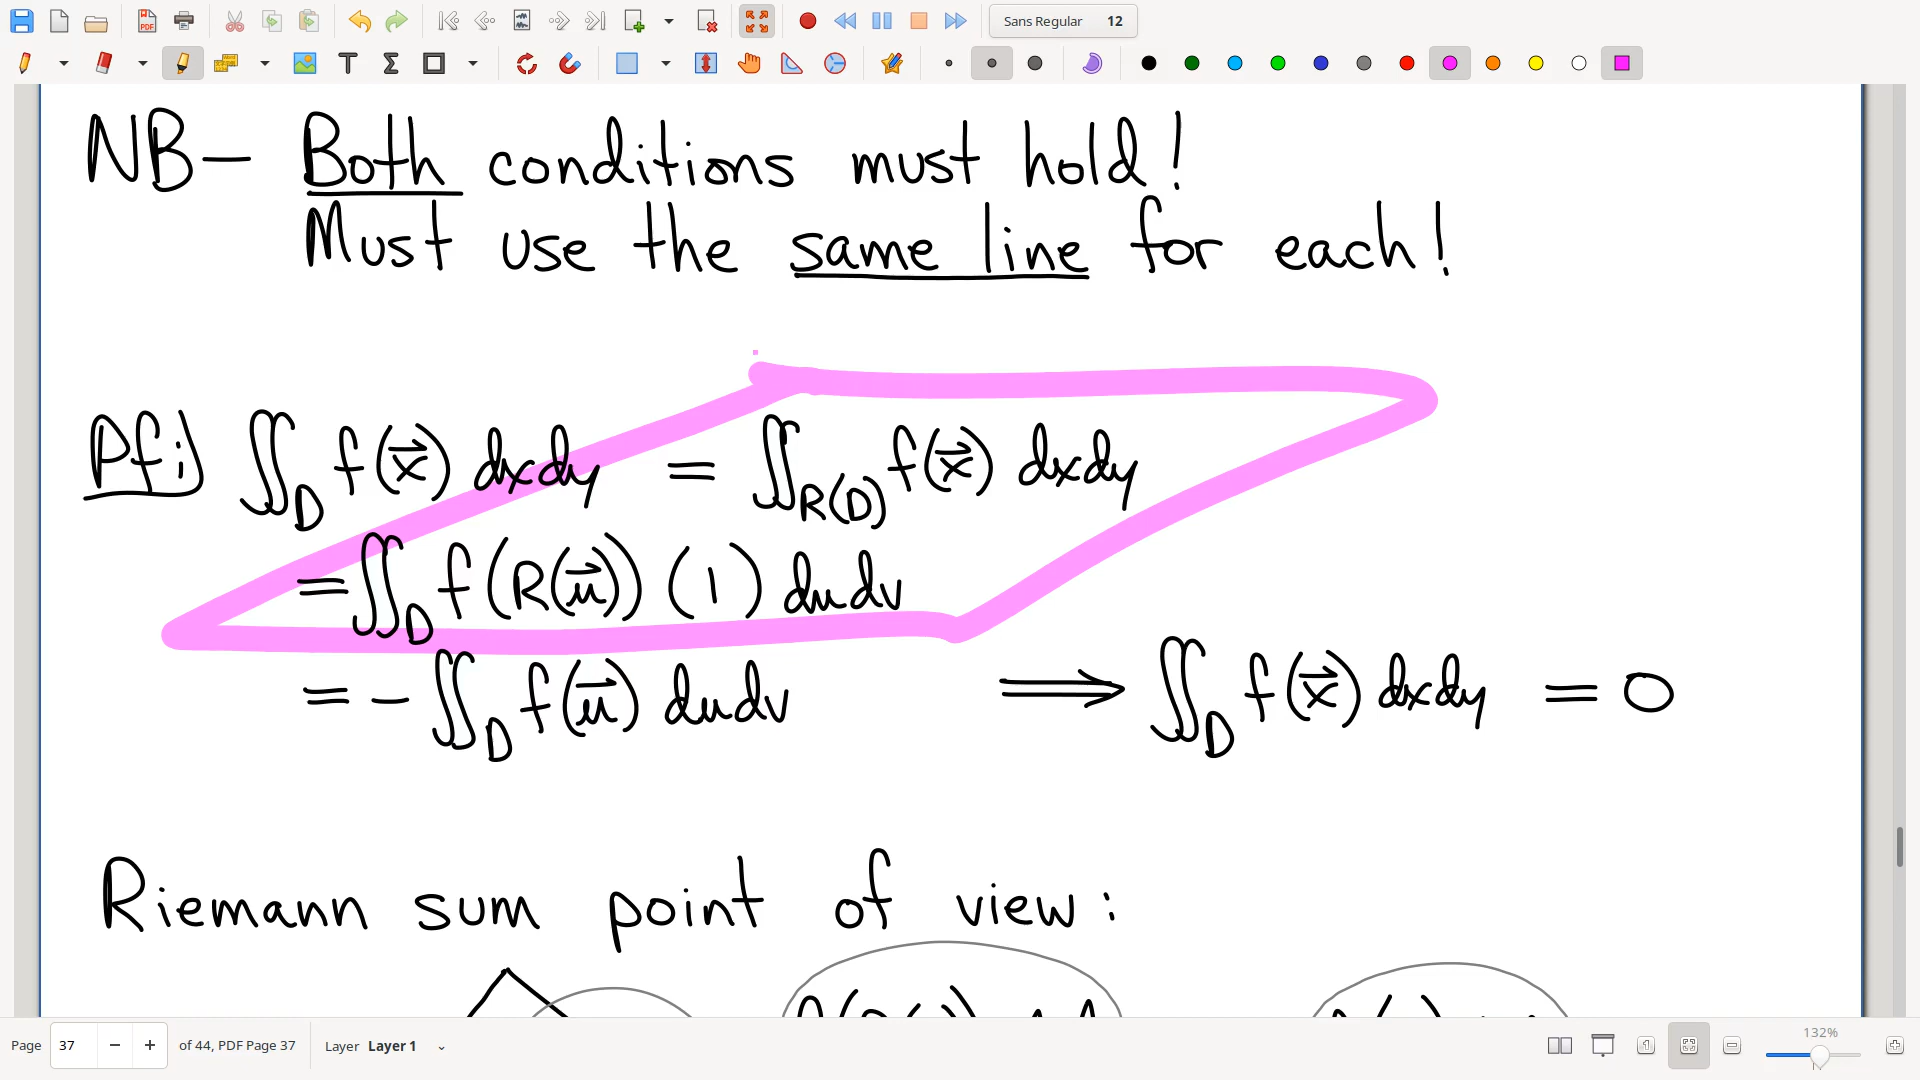 Sans Regular 12
NB— Both conditions must hold!
Must use the same line for each!
Pf:) ∬_D f(x⃗) dxdy = ∬_R(D) f(x⃗) dxdy
= ∬_D f(R(u⃗)) (1) dudv
= - ∬_D f(u⃗) dudv ⟹ ∬_D f(x⃗) dxdy = 0
Riemann sum point of view:
Page 37 − + of 44, PDF Page 37 Layer Layer 1 132%